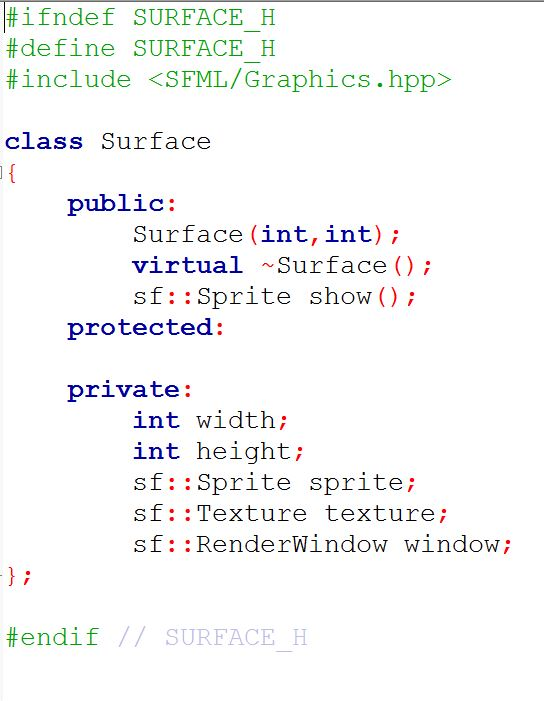 #ifndef SURFACE_H
#define SURFACE_H
#include <SFML/Graphics.hpp>
class Surface
{
public:
Surface(int,int);
virtual ~Surface();
sf::Sprite show();
protected:
private:
int width;
int height;
sf::Sprite sprite;
sf::Texture texture;
sf::RenderWindow window;
};
#endif // SURFACE_H